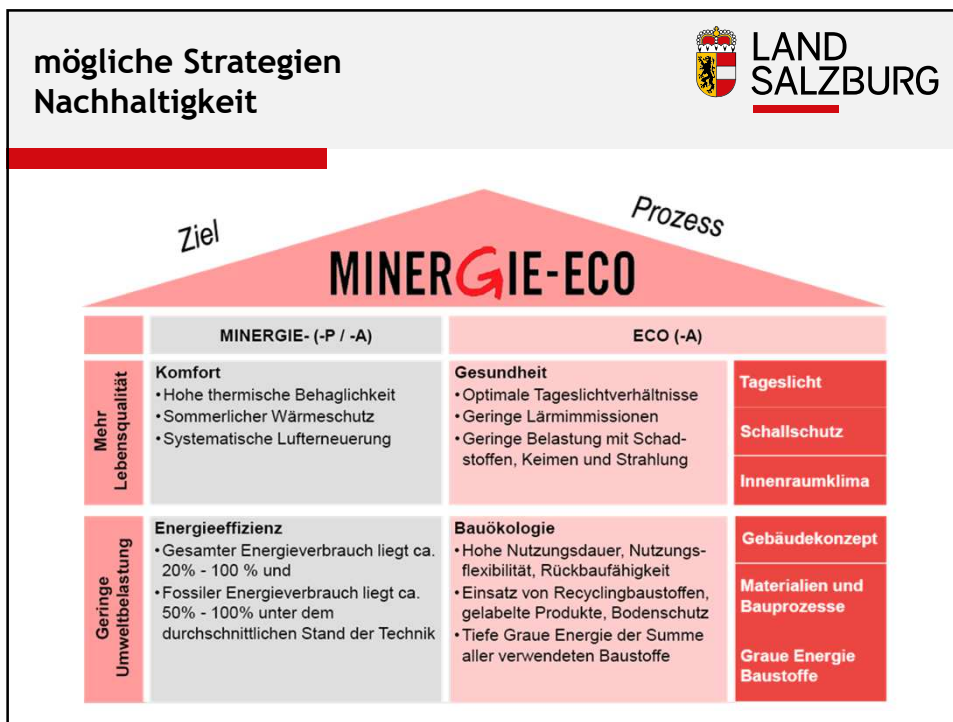 mögliche Strategien
Nachhaltigkeit
LAND
SALZBURG
Ziel
Prozess
MINERGIE-ECO
MINERGIE- (-P / -A)
ECO (-A)
Mehr
Lebensqualität
Komfort
• Hohe thermische Behaglichkeit
• Sommerlicher Wärmeschutz
• Systematische Lufterneuerung
Gesundheit
• Optimale Tageslichtverhältnisse
• Geringe Lärmimmissionen
• Geringe Belastung mit Schad-
stoffen, Keimen und Strahlung
Tageslicht
Schallschutz
Innenraumklima
Geringe
Umweltbelastung
Energieeffizienz
• Gesamter Energieverbrauch liegt ca.
20% - 100 % und
• Fossiler Energieverbrauch liegt ca.
50% - 100% unter dem
durchschnittlichen Stand der Technik
Bauökologie
• Hohe Nutzungsdauer, Nutzungs-
flexibilität, Rückbaufähigkeit
• Einsatz von Recyclingbaustoffen,
gelabelte Produkte, Bodenschutz
• Tiefe Graue Energie der Summe
aller verwendeten Baustoffe
Gebäudekonzept
Materialien und
Bauprozesse
Graue Energie
Baustoffe